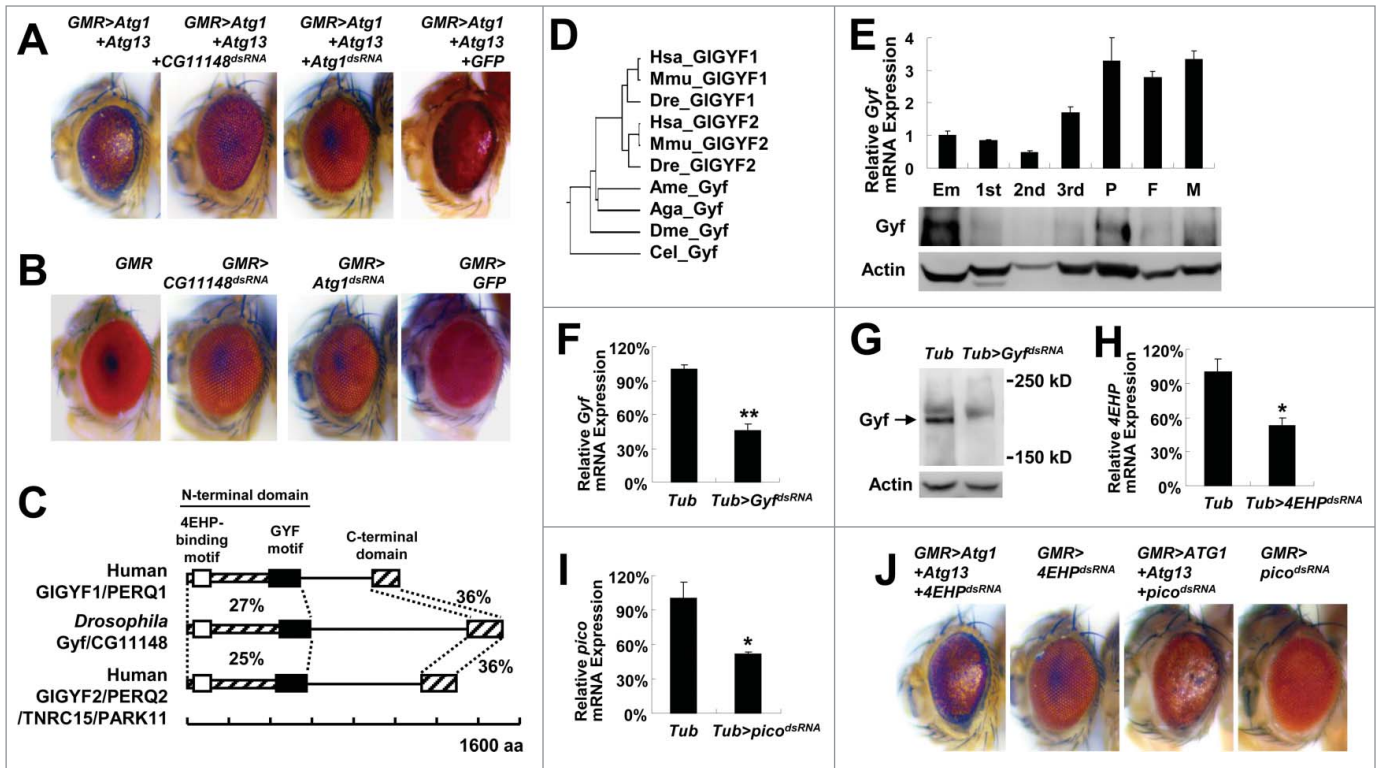 A
GMR>Atg1
+Atg13
GMR>Atg1
+Atg13
+CG11148dsRNA
GMR>Atg1
+Atg13
+Atg1dsRNA
GMR>Atg1
+Atg13
+GFP
B
GMR
GMR>
CG11148dsRNA
GMR>
Atg1dsRNA
GMR>
GFP
C
N-terminal domain
4EHP-
binding
motif
GYF
motif
C-terminal
domain
Human
GIGYF1/PERQ1
27%
36%
Drosophila
Gyf/CG11148
25%
36%
Human
GIGYF2/PERQ2
/TNRC15/PARK11
1600 aa
D
Hsa_GIGYF1
Mmu_GIGYF1
Dre_GIGYF1
Hsa_GIGYF2
Mmu_GIGYF2
Dre_GIGYF2
Ame_Gyf
Aga_Gyf
Dme_Gyf
Cel_Gyf
E
Relative Gyf
mRNA Expression
4
3
2
1
0
Em 1st 2nd 3rd P F M
Gyf
Actin
F
Relative Gyf
mRNA Expression
120%
90%
60%
30%
0%
**
Tub Tub>GyfdsRNA
G
Tub Tub>GyfdsRNA
-250 kD
Gyf
-150 kD
Actin
H
Relative 4EHP
mRNA Expression
120%
90%
60%
30%
0%
*
Tub Tub>4EHPdsRNA
I
Relative pico
mRNA Expression
120%
90%
60%
30%
0%
*
Tub Tub>picodsRNA
J
GMR>Atg1
+Atg13
+4EHPdsRNA
GMR>
4EHPdsRNA
GMR>ATG1
+Atg13
+picodsRNA
GMR>
picodsRNA